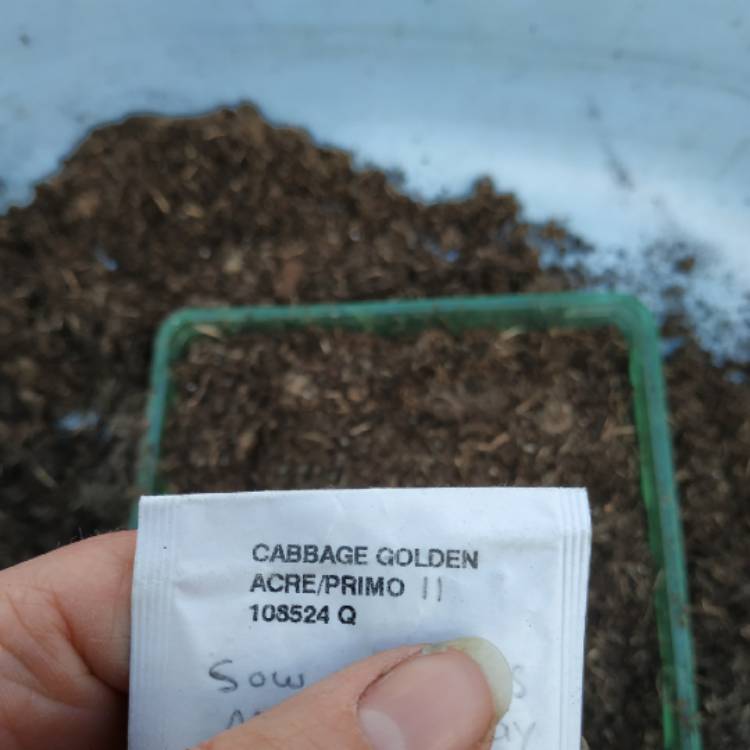 CABBAGE GOLDEN
ACRE/PRIMO II
108524 Q
Sow